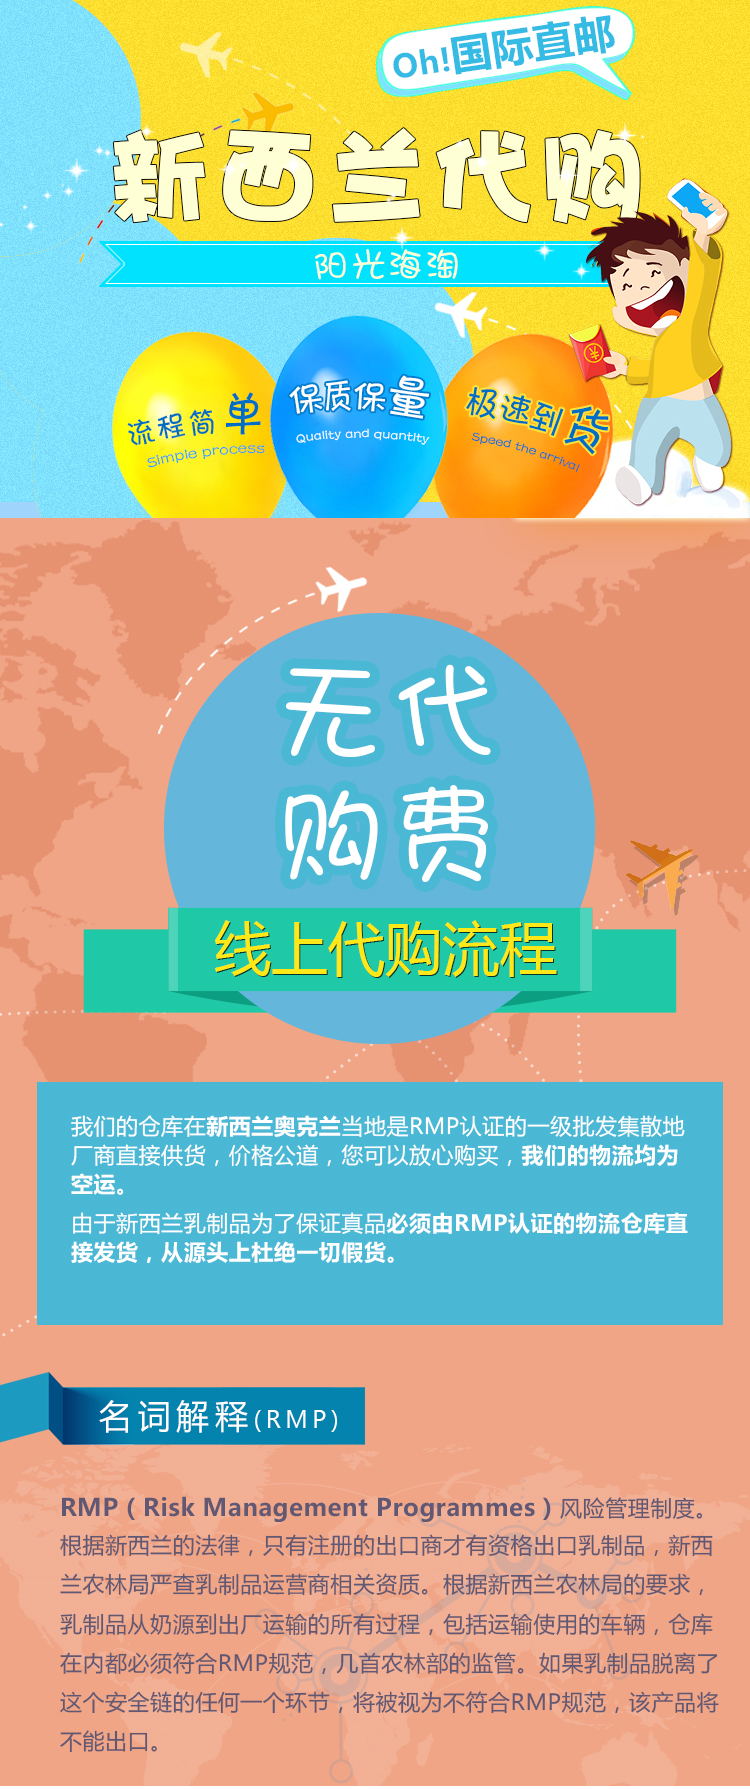 Oh!国际直邮
新西兰代购
阳光海淘
流程简单
Simple process
保质保量
Quality and quantity
极速到货
Speed the arrival
无代
购费
线上代购流程
我们的仓库在新西兰奥克兰当地是RMP认证的一级批发集散地
厂商直接供货，价格公道，您可以放心购买，我们的物流均为
空运。
由于新西兰乳制品为了保证真品必须由RMP认证的物流仓库直
接发货，从源头上杜绝一切假货。
名词解释(RMP)
RMP（Risk Management Programmes）风险管理制度。
根据新西兰的法律，只有注册的出口商才有资格出口乳制品，新西
兰农林局严查乳制品运营商相关资质。根据新西兰农林局的要求，
乳制品从奶源到出厂运输的所有过程，包括运输使用的车辆，仓库
在内都必须符合RMP规范，几首农林部的监管。如果乳制品脱离了
这个安全链的任何一个环节，将被视为不符合RMP规范，该产品将
不能出口。